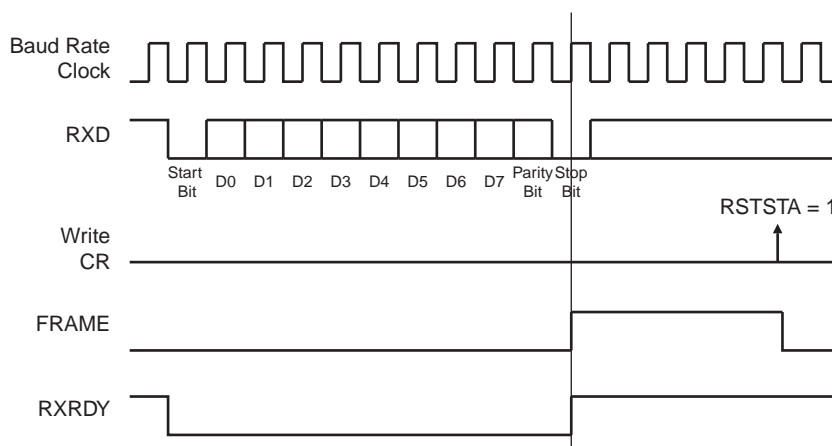 Baud Rate
Clock
RXD
Start
Bit
D0
D1
D2
D3
D4
D5
D6
D7
Parity
Bit
Stop
Bit
RSTSTA = 1
Write
CR
FRAME
RXRDY